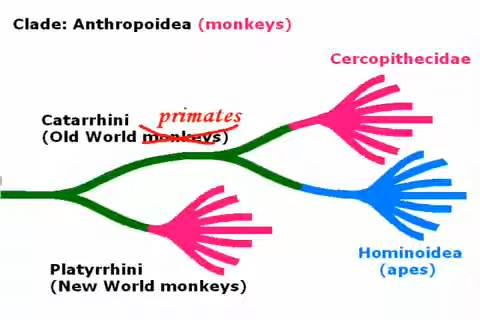 Clade: Anthropoidea (monkeys)
Cercopithecidae
primates
Catarrhini
(Old World monkeys)
Hominoidea
(apes)
Platyrrhini
(New World monkeys)